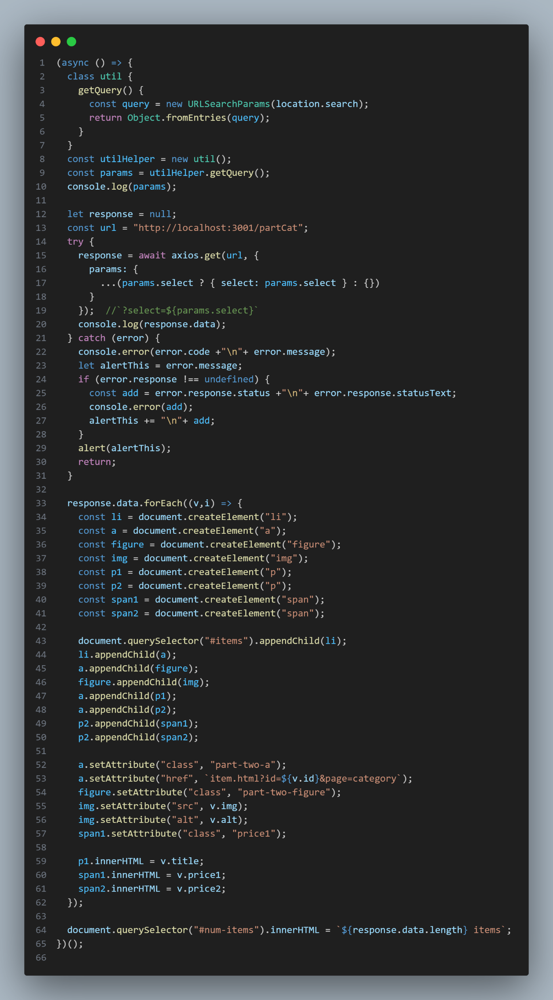 1 (async () => {
2   class util {
3     getQuery() {
4       const query = new URLSearchParams(location.search);
5       return Object.fromEntries(query);
6     }
7   }
8   const utilHelper = new util();
9   const params = utilHelper.getQuery();
10   console.log(params);
11
12   let response = null;
13   const url = "http://localhost:3001/partCat";
14   try {
15     response = await axios.get(url, {
16       params: {
17         ...(params.select ? { select: params.select } : {})
18       }
19     });  //`?select=${params.select}`
20     console.log(response.data);
21   } catch (error) {
22     console.error(error.code +"\n"+ error.message);
23     let alertThis = error.message;
24     if (error.response !== undefined) {
25       const add = error.response.status +"\n"+ error.response.statusText;
26       console.error(add);
27       alertThis += "\n"+ add;
28     }
29     alert(alertThis);
30     return;
31   }
32
33   response.data.forEach((v,i) => {
34     const li = document.createElement("li");
35     const a = document.createElement("a");
36     const figure = document.createElement("figure");
37     const img = document.createElement("img");
38     const p1 = document.createElement("p");
39     const p2 = document.createElement("p");
40     const span1 = document.createElement("span");
41     const span2 = document.createElement("span");
42
43     document.querySelector("#items").appendChild(li);
44     li.appendChild(a);
45     a.appendChild(figure);
46     figure.appendChild(img);
47     a.appendChild(p1);
48     a.appendChild(p2);
49     p2.appendChild(span1);
50     p2.appendChild(span2);
51
52     a.setAttribute("class", "part-two-a");
53     a.setAttribute("href", `item.html?id=${v.id}&page=category`);
54     figure.setAttribute("class", "part-two-figure");
55     img.setAttribute("src", v.img);
56     img.setAttribute("alt", v.alt);
57     span1.setAttribute("class", "price1");
58
59     p1.innerHTML = v.title;
60     span1.innerHTML = v.price1;
61     span2.innerHTML = v.price2;
62   });
63
64   document.querySelector("#num-items").innerHTML = `${response.data.length} items`;
65 })();
66